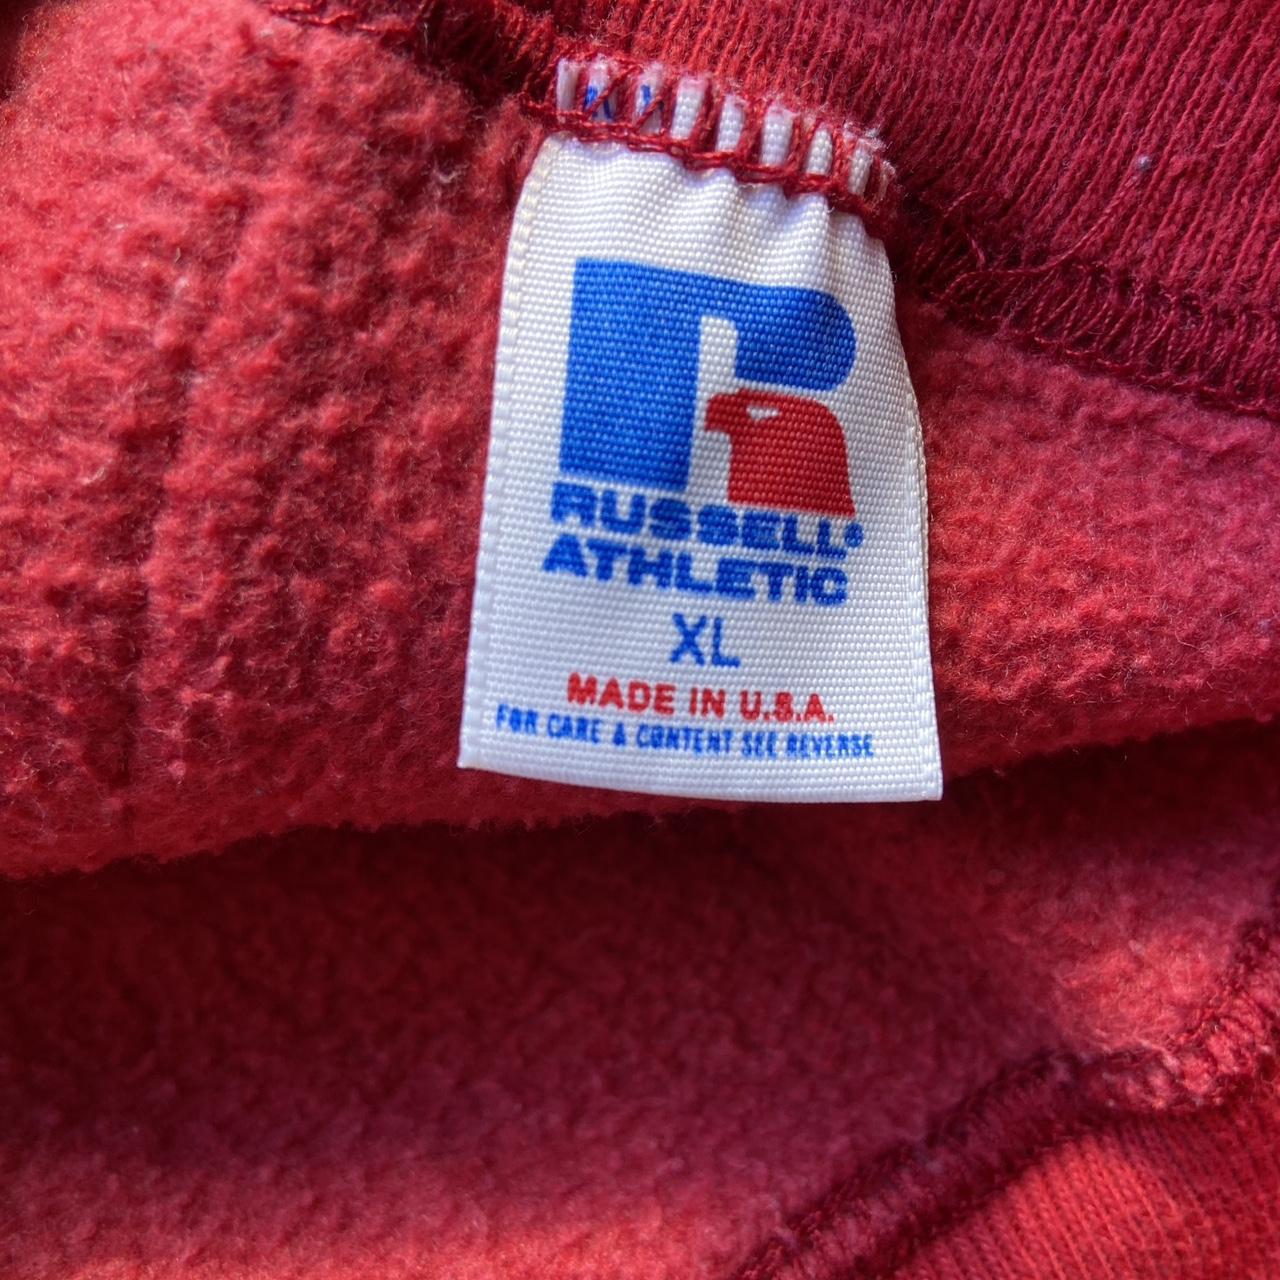 RUSSELL®
ATHLETIC
XL
MADE IN U.S.A.
FOR CARE & CONTENT SEE REVERSE